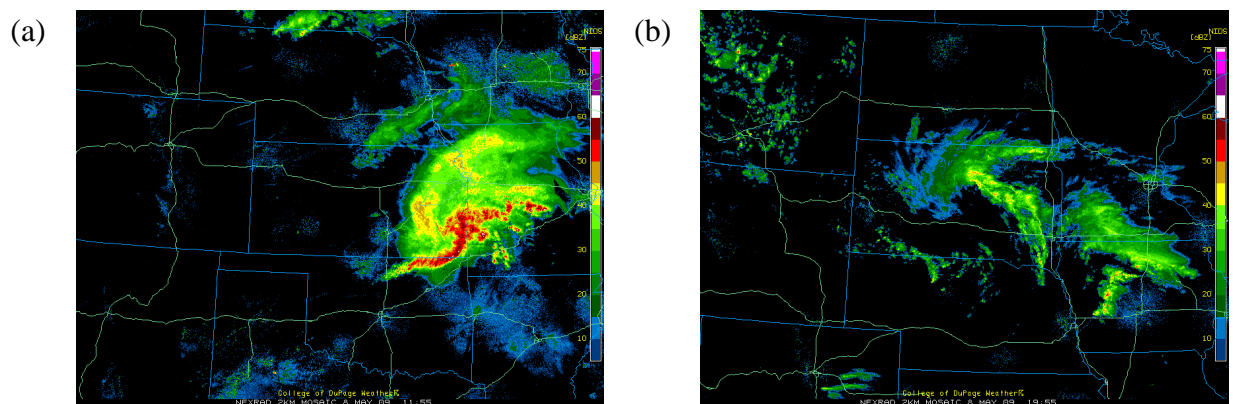 (a)
NIDS
(dBZ)
75
70
60
50
40
30
20
10
College of DuPage Weather
NEXRAD 2KM MOSAIC 8 MAY 09 11:55
(b)
NIDS
(dBZ)
75
70
60
50
40
30
20
10
College of DuPage Weather
NEXRAD 2KM MOSAIC 8 MAY 09 19:55